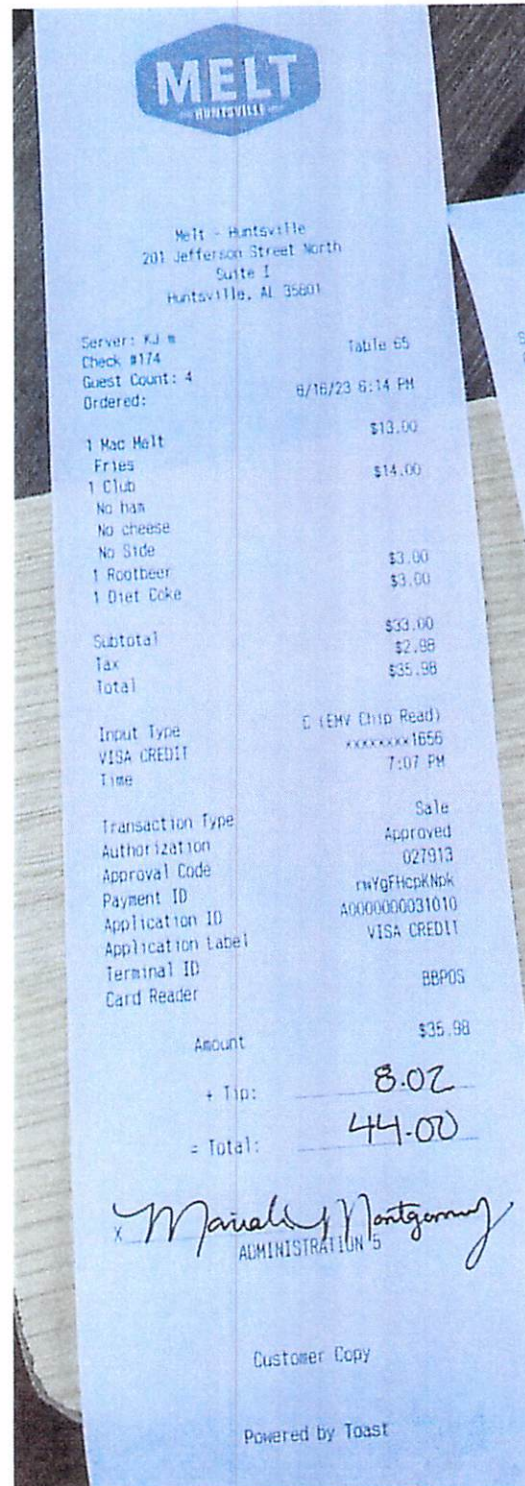 MELT
HUNTSVILLE
Melt - Huntsville
201 Jefferson Street North
Suite I
Huntsville, AL 35801
Server: KJ m
Check #174 Table 65
Guest Count: 4
Ordered: 6/16/23 6:14 PM
1 Mac Melt $13.00
Fries
1 Club $14.00
No ham
No cheese
No Side
1 Rootbeer $3.00
1 Diet Coke $3.00
Subtotal $33.00
Tax $2.98
Total $35.98
Input Type C (EMV Chip Read)
VISA CREDIT xxxxxxxx1656
Time 7:07 PM
Transaction Type Sale
Authorization Approved
Approval Code 027913
Payment ID rwYgFHcpKNpk
Application ID A0000000031010
Application Label VISA CREDIT
Terminal ID
Card Reader BBPOS
Amount $35.98
+ Tip: 8.02
= Total: 44.00
x Montgomery
ADMINISTRATION 5
Customer Copy
Powered by Toast